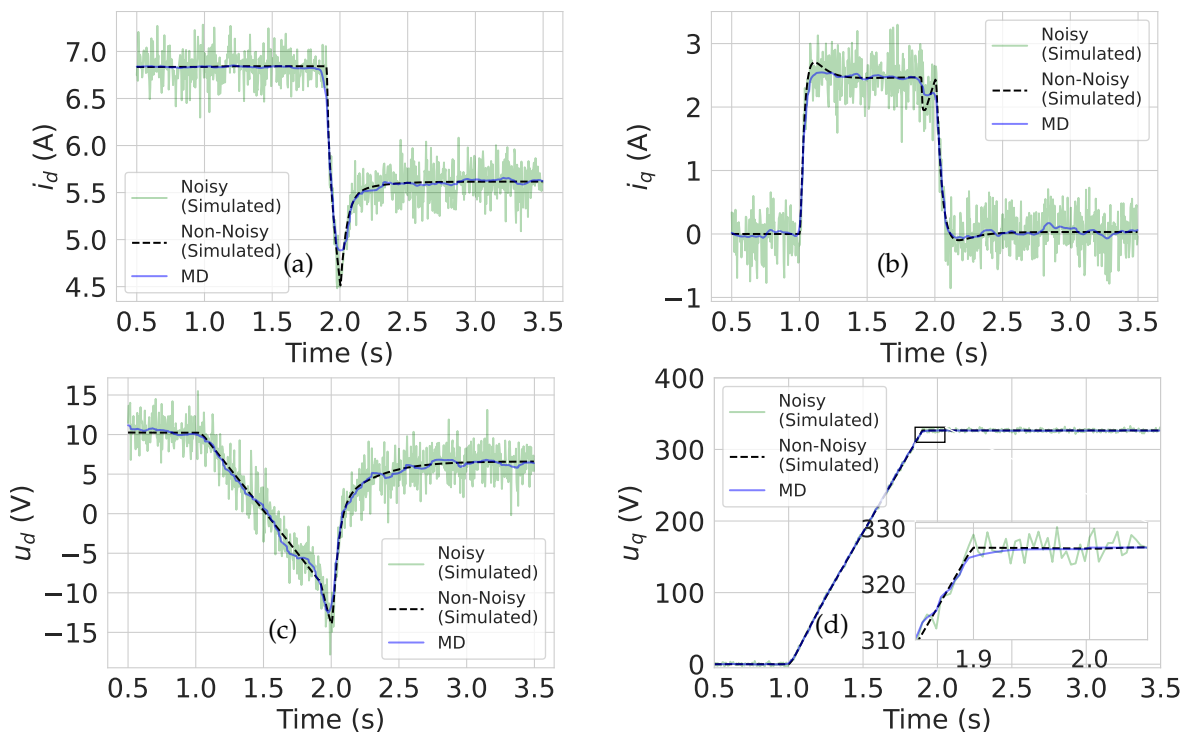 7.0
6.5
6.0
5.5
5.0
4.5
i_d (A)
Noisy
(Simulated)
Non-Noisy
(Simulated)
MD
(a)
0.5 1.0 1.5 2.0 2.5 3.0 3.5
Time (s)
3
2
1
0
−1
i_q (A)
Noisy
(Simulated)
Non-Noisy
(Simulated)
MD
(b)
0.5 1.0 1.5 2.0 2.5 3.0 3.5
Time (s)
15
10
5
0
−5
−10
−15
u_d (V)
Noisy
(Simulated)
Non-Noisy
(Simulated)
MD
(c)
0.5 1.0 1.5 2.0 2.5 3.0 3.5
Time (s)
400
300
200
100
0
u_q (V)
Noisy
(Simulated)
Non-Noisy
(Simulated)
MD
330
320
310
1.9 2.0
(d)
0.5 1.0 1.5 2.0 2.5 3.0 3.5
Time (s)